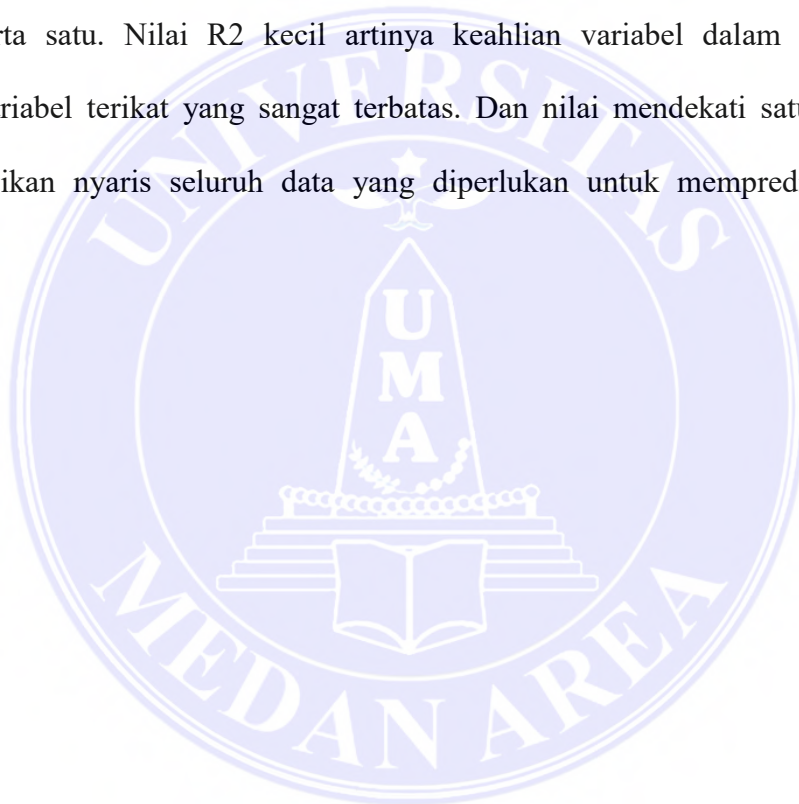 rta satu. Nilai R2 kecil artinya keahlian variabel dalam
riabel terikat yang sangat terbatas. Dan nilai mendekati satu
ikan nyaris seluruh data yang diperlukan untuk mempred
UNIVERSITAS
UMA
MEDAN AREA